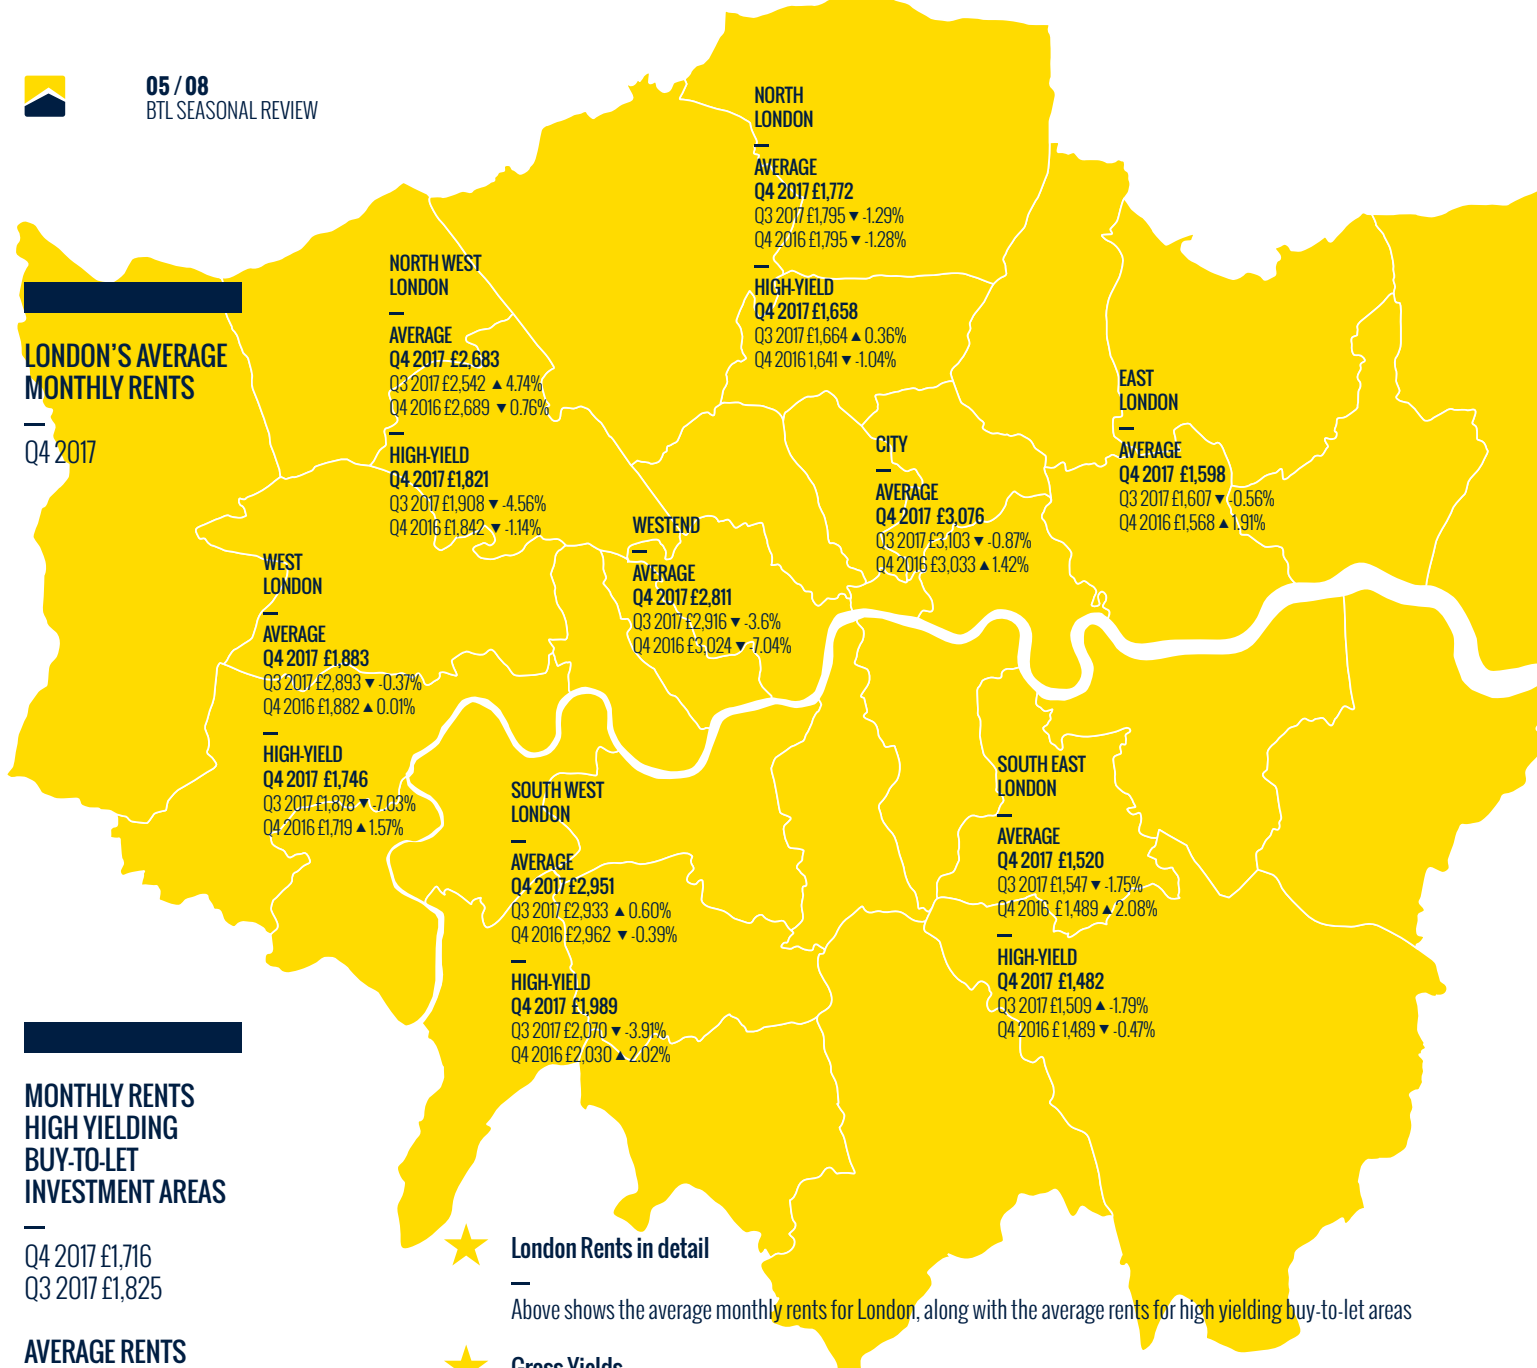 05 / 08
BTL SEASONAL REVIEW
LONDON'S AVERAGE
MONTHLY RENTS
Q4 2017
NORTH
LONDON
AVERAGE
Q4 2017 £1,772
Q3 2017 £1,795 ▼ -1.29%
Q4 2016 £1,795 ▼ -1.28%
HIGH-YIELD
Q4 2017 £1,658
Q3 2017 £1,664 ▲ 0.36%
Q4 2016 1,641 ▼ -1.04%
NORTH WEST
LONDON
AVERAGE
Q4 2017 £2,683
Q3 2017 £2,542 ▲ 4.74%
Q4 2016 £2,689 ▼ 0.76%
HIGH-YIELD
Q4 2017 £1,821
Q3 2017 £1,908 ▼ -4.56%
Q4 2016 £1,842 ▼ -1.14%
EAST
LONDON
AVERAGE
Q4 2017 £1,598
Q3 2017 £1,607 ▼ -0.56%
Q4 2016 £1,568 ▲ 1.91%
CITY
AVERAGE
Q4 2017 £3,076
Q3 2017 £3,103 ▼ -0.87%
Q4 2016 £3,033 ▲ 1.42%
WESTEND
AVERAGE
Q4 2017 £2,811
Q3 2017 £2,916 ▼ -3.6%
Q4 2016 £3,024 ▼ -7.04%
WEST
LONDON
AVERAGE
Q4 2017 £1,883
Q3 2017 £2,893 ▼ -0.37%
Q4 2016 £1,882 ▲ 0.01%
HIGH-YIELD
Q4 2017 £1,746
Q3 2017 £1,878 ▼ -7.03%
Q4 2016 £1,719 ▲ 1.57%
SOUTH WEST
LONDON
AVERAGE
Q4 2017 £2,951
Q3 2017 £2,933 ▲ 0.60%
Q4 2016 £2,962 ▼ -0.39%
HIGH-YIELD
Q4 2017 £1,989
Q3 2017 £2,070 ▼ -3.91%
Q4 2016 £2,030 ▲ 2.02%
SOUTH EAST
LONDON
AVERAGE
Q4 2017 £1,520
Q3 2017 £1,547 ▼ -1.75%
Q4 2016 £1,489 ▲ 2.08%
HIGH-YIELD
Q4 2017 £1,482
Q3 2017 £1,509 ▲ -1.79%
Q4 2016 £1,489 ▼ -0.47%
MONTHLY RENTS
HIGH YIELDING
BUY-TO-LET
INVESTMENT AREAS
Q4 2017 £1,716
Q3 2017 £1,825
AVERAGE RENTS
London Rents in detail
Above shows the average monthly rents for London, along with the average rents for high yielding buy-to-let areas
Gross Yields